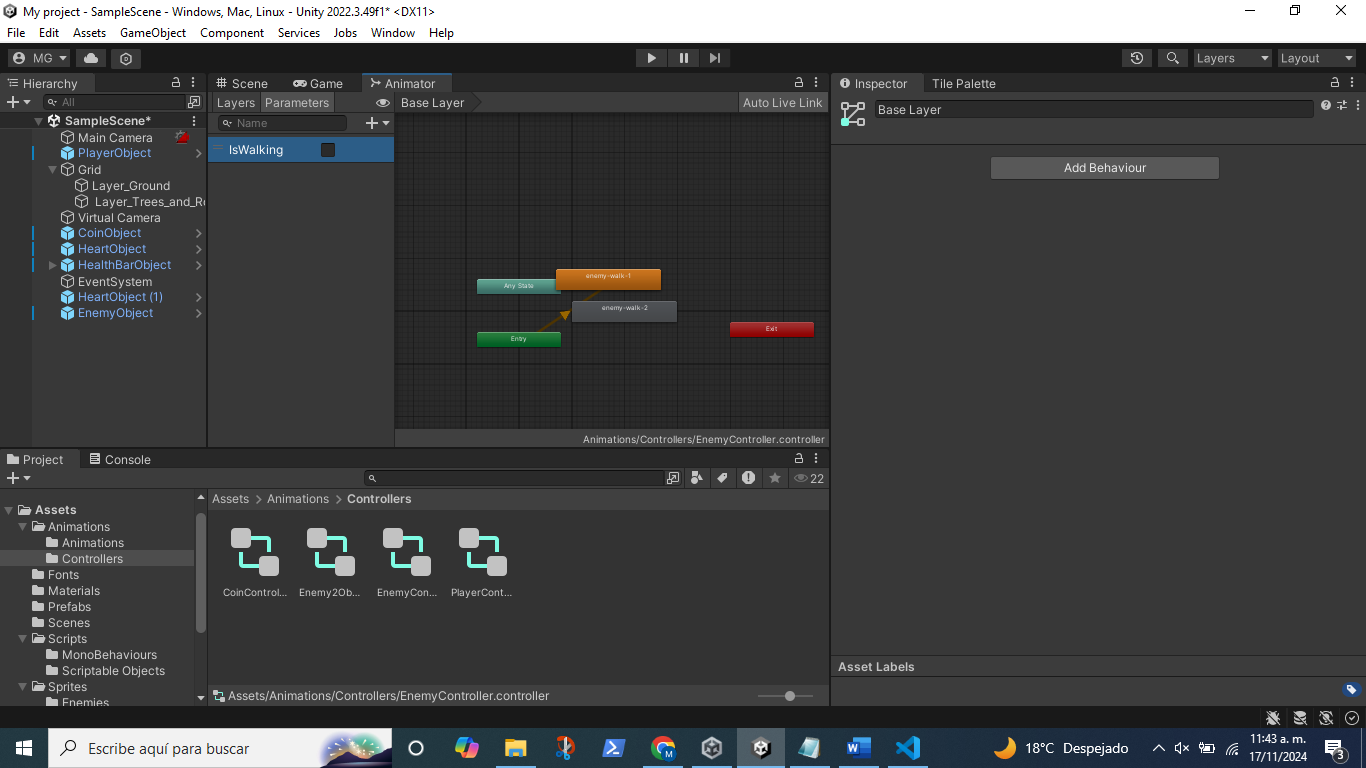 My project - SampleScene - Windows, Mac, Linux - Unity 2022.3.49f1* <DX11>
File Edit Assets GameObject Component Services Jobs Window Help
MG Layers Layout
Hierarchy
All
SampleScene*
Main Camera
PlayerObject
Grid
Layer_Ground
Layer_Trees_and_Ro
Virtual Camera
CoinObject
HeartObject
HealthBarObject
EventSystem
HeartObject (1)
EnemyObject
Scene Game Animator
Layers Parameters Base Layer Auto Live Link
Name
IsWalking
enemy-walk-1
Any State
enemy-walk-2
Exit
Entry
Animations/Controllers/EnemyController.controller
Inspector Tile Palette
Base Layer
Add Behaviour
Asset Labels
Project Console
22
Assets
Animations
Animations
Controllers
Fonts
Materials
Prefabs
Scenes
Scripts
MonoBehaviours
Scriptable Objects
Sprites
Enemies
Assets > Animations > Controllers
CoinControl... Enemy2Ob... EnemyCon... PlayerCont...
Assets/Animations/Controllers/EnemyController.controller
Escribe aquí para buscar
18°C Despejado
11:43 a. m.
17/11/2024
3